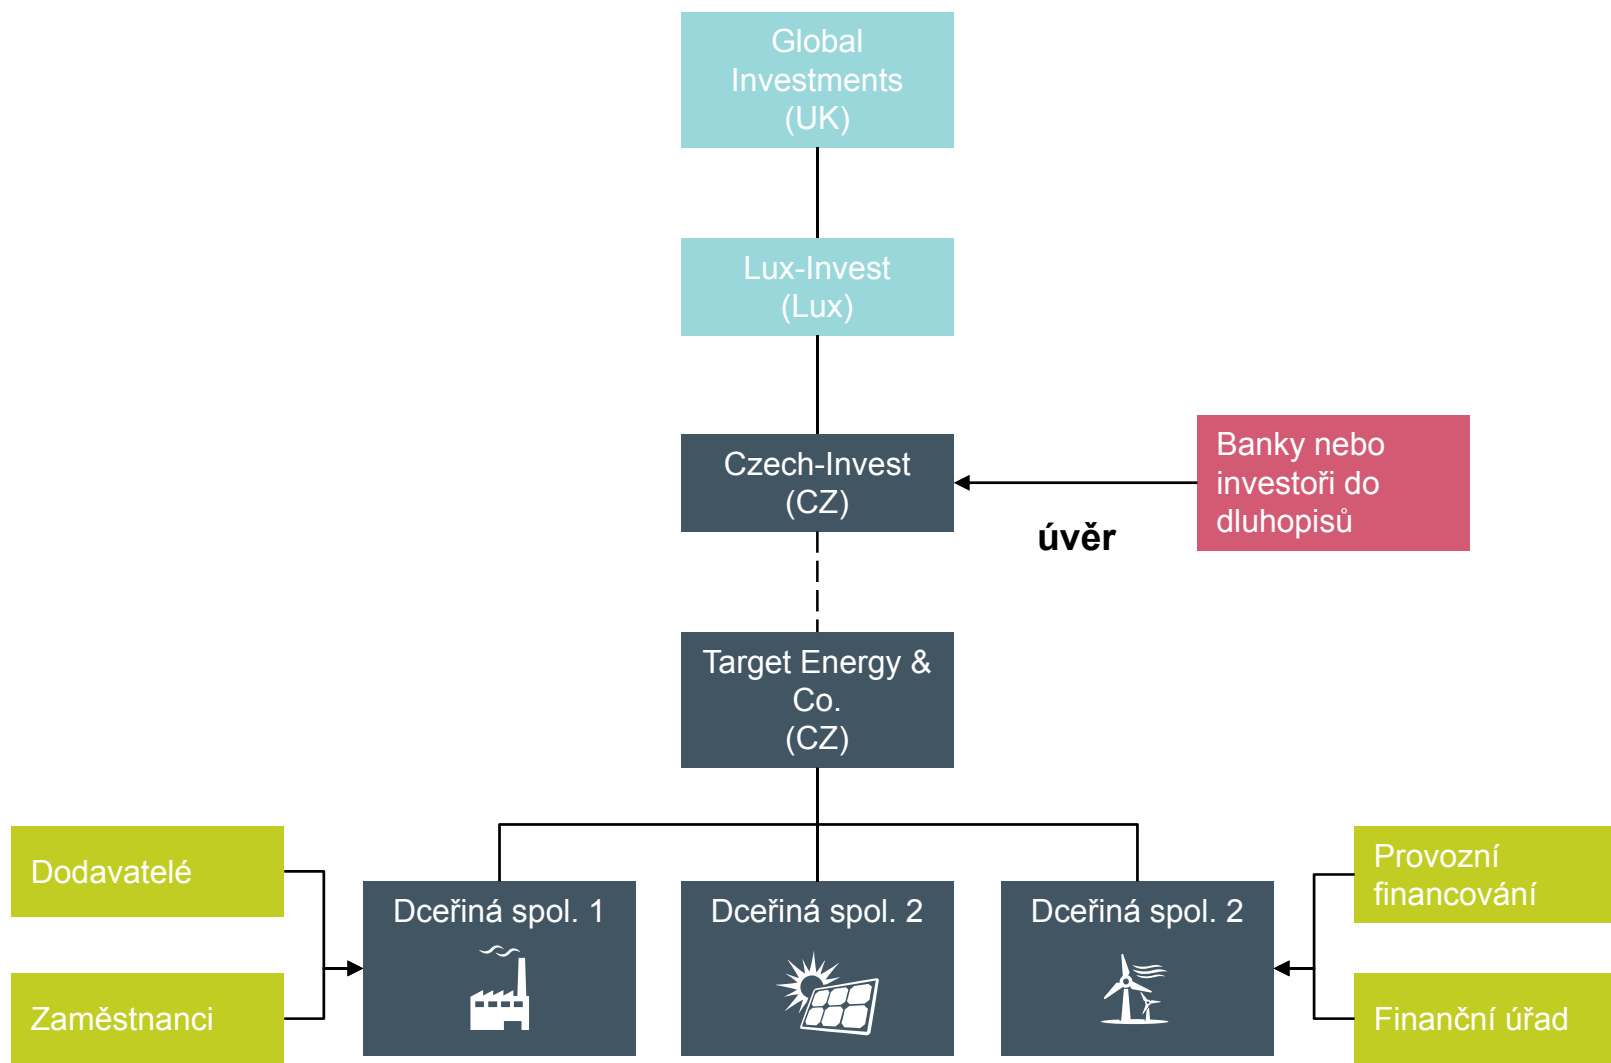 Global
Investments
(UK)
Lux-Invest
(Lux)
Czech-Invest
(CZ)
Banky nebo
investoři do
dluhopisů
úvěr
Target Energy &
Co.
(CZ)
Dodavatelé
Zaměstnanci
Dceřiná spol. 1
Dceřiná spol. 2
Dceřiná spol. 2
Provozní
financování
Finanční úřad